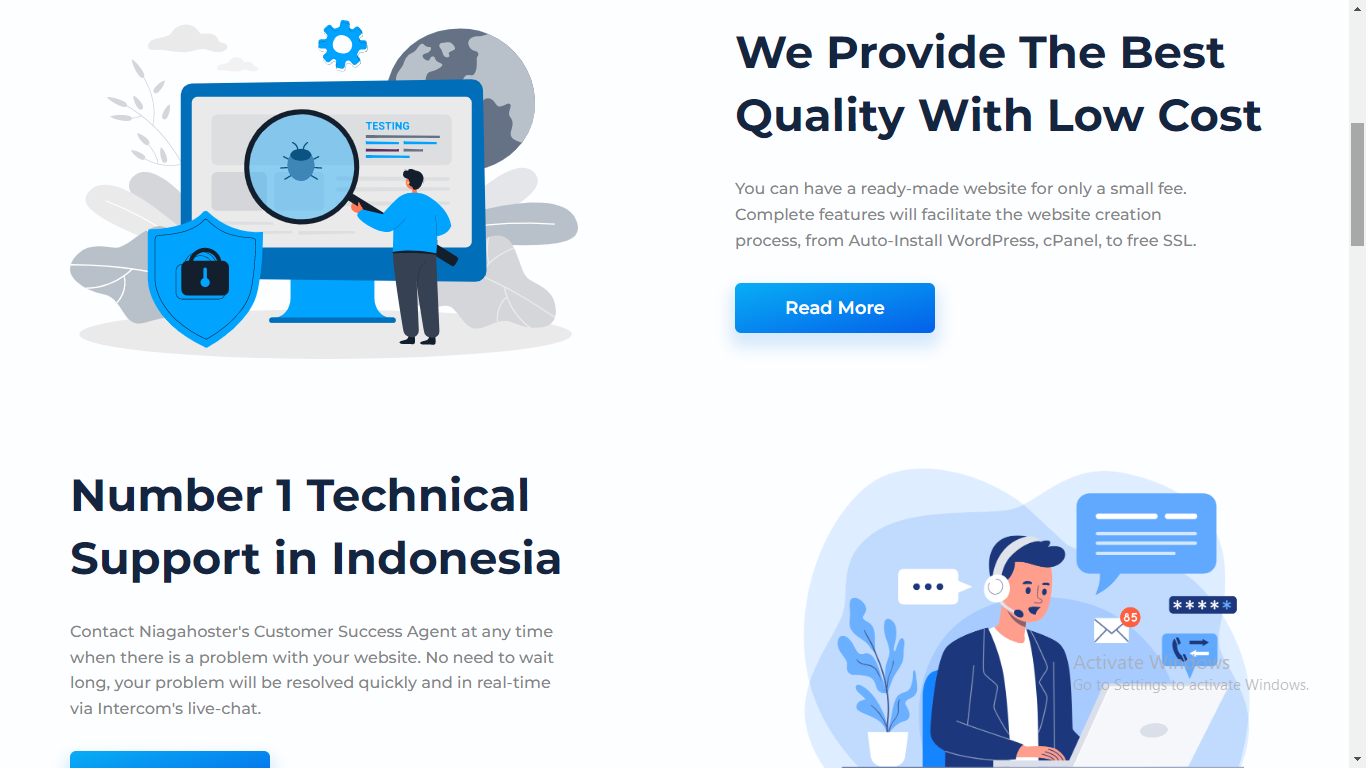 TESTING
We Provide The Best
Quality With Low Cost
You can have a ready-made website for only a small fee.
Complete features will facilitate the website creation
process, from Auto-Install WordPress, cPanel, to free SSL.
Read More
Number 1 Technical
Support in Indonesia
Contact Niagahoster's Customer Success Agent at any time
when there is a problem with your website. No need to wait
long, your problem will be resolved quickly and in real-time
via Intercom's live-chat.
85
Activate Windows
Go to Settings to activate Windows.